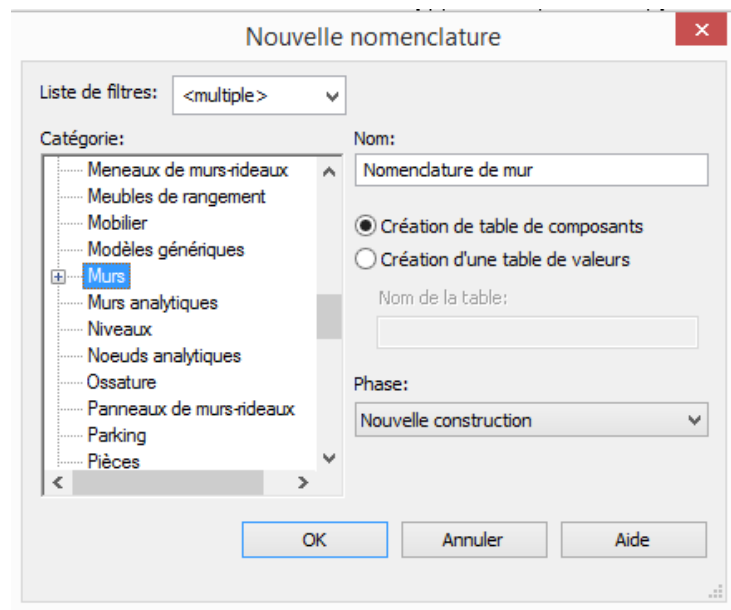 Nouvelle nomenclature
Liste de filtres: <multiple>
Catégorie:
Meneaux de murs-rideaux
Meubles de rangement
Mobilier
Modèles génériques
Murs
Murs analytiques
Niveaux
Noeuds analytiques
Ossature
Panneaux de murs-rideaux
Parking
Pièces
Nom:
Nomenclature de mur
Création de table de composants
Création d'une table de valeurs
Nom de la table:
Phase:
Nouvelle construction
OK
Annuler
Aide